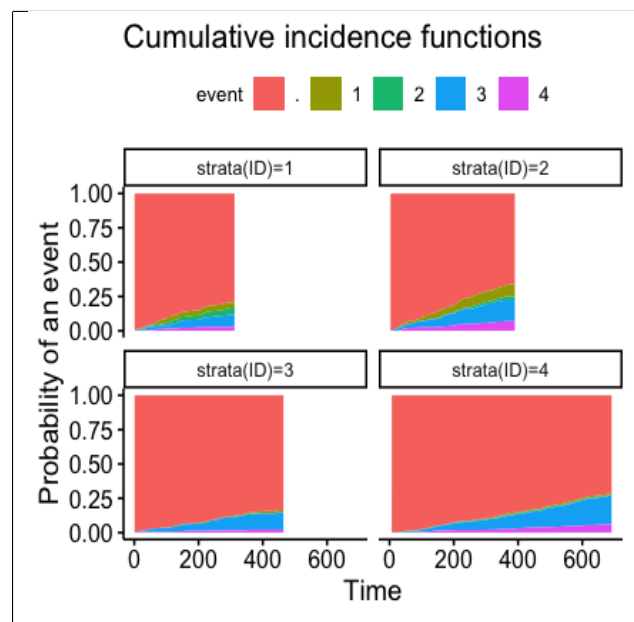 Cumulative incidence functions
event . 1 2 3 4
strata(ID)=1 strata(ID)=2
1.00
0.75
0.50
0.25
0.00
strata(ID)=3 strata(ID)=4
1.00
0.75
0.50
0.25
0.00
0 200 400 600 0 200 400 600
Time
Probability of an event